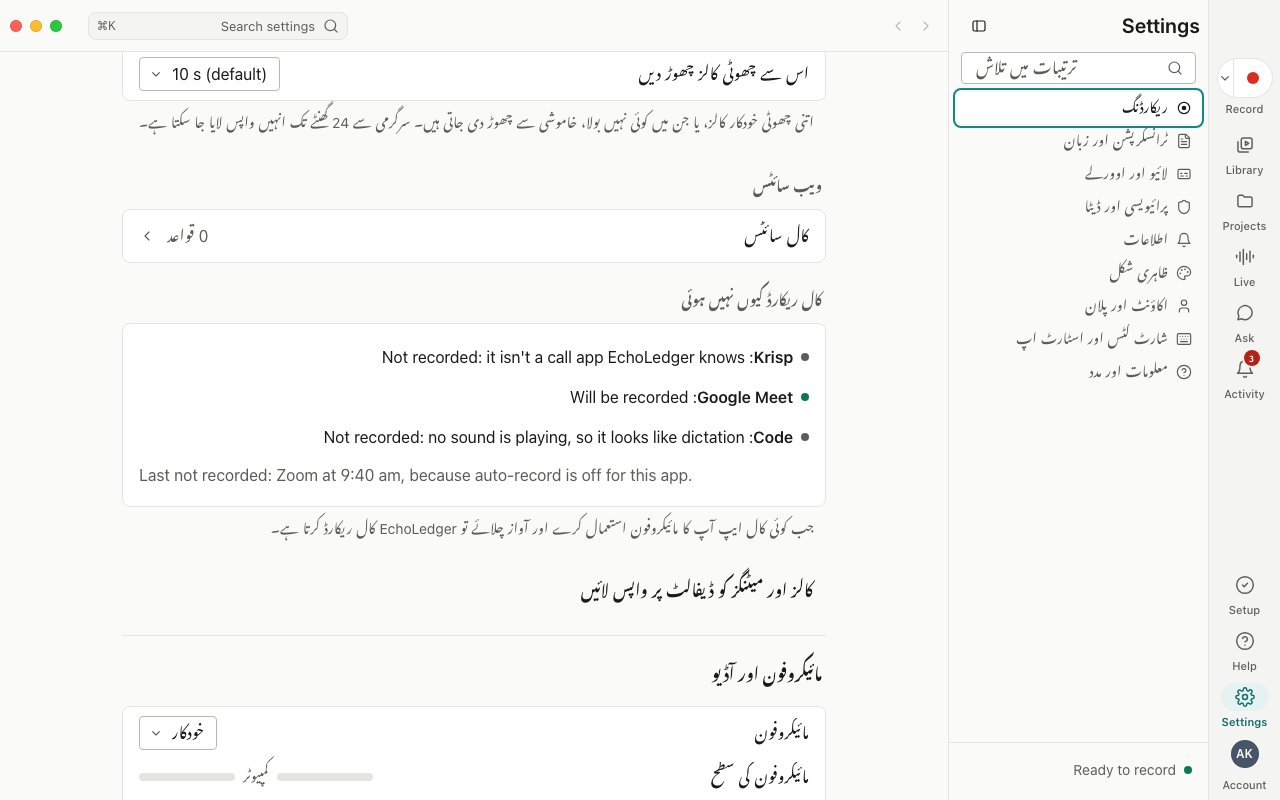 Settings
Search settings
⌘K
Record
Library
Projects
Live
Ask
3
Activity
Setup
Help
Settings
AK
Account
ترتیبات میں تلاش
ریکارڈنگ
ٹرانسکرپشن اور زبان
لائیو اور اوورلے
پرائیویسی اور ڈیٹا
اطلاعات
ظاہری شکل
اکاؤنٹ اور پلان
شارٹ کٹس اور اسٹارٹ اپ
معلومات اور مدد
Ready to record
اس سے چھوٹی کالز چھوڑ دیں
10 s (default)
اتنی چھوٹی خودکار کالز، یا جن میں کوئی نہیں بولا، خاموشی سے چھوڑ دی جاتی ہیں۔ سرگرمی سے 24 گھنٹے تک انہیں واپس لایا جا سکتا ہے۔
ویب سائٹس
کال سائٹس
0 قواعد
کال ریکارڈ کیوں نہیں ہوئی
Krisp: Not recorded: it isn't a call app EchoLedger knows
Google Meet: Will be recorded
Code: Not recorded: no sound is playing, so it looks like dictation
Last not recorded: Zoom at 9:40 am, because auto-record is off for this app.
جب کوئی کال ایپ آپ کا مائیکروفون استعمال کرے اور آواز چلائے تو EchoLedger کال ریکارڈ کرتا ہے۔
کالز اور میٹنگز کو ڈیفالٹ پر واپس لائیں
مائیکروفون اور آڈیو
مائیکروفون
خودکار
مائیکروفون کی سطح
کمپیوٹر